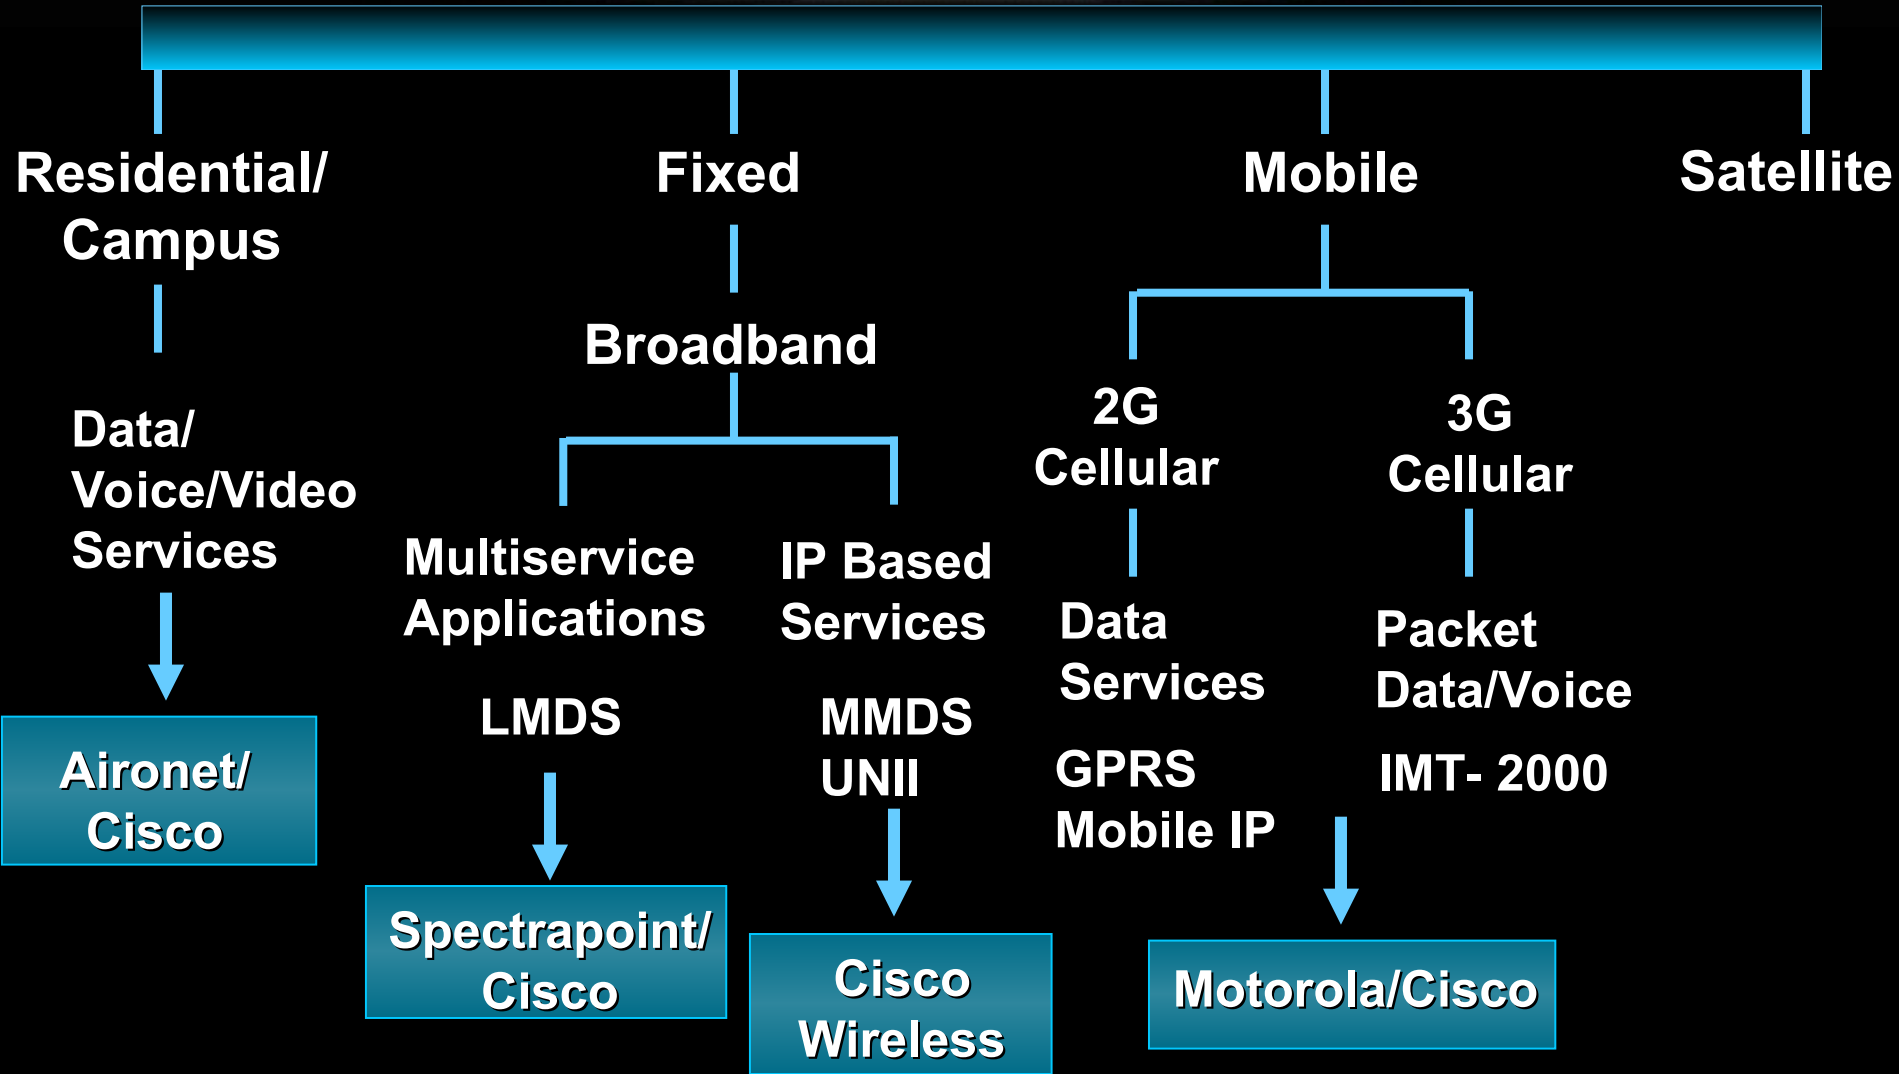 Residential/
Campus
Fixed
Mobile
Satellite
Broadband
Data/
Voice/Video
Services
2G
Cellular
3G
Cellular
Multiservice
Applications
IP Based
Services
Data
Services
Packet
Data/Voice
LMDS
MMDS
UNII
GPRS
Mobile IP
IMT- 2000
Aironet/
Cisco
Spectrapoint/
Cisco
Cisco
Wireless
Motorola/Cisco